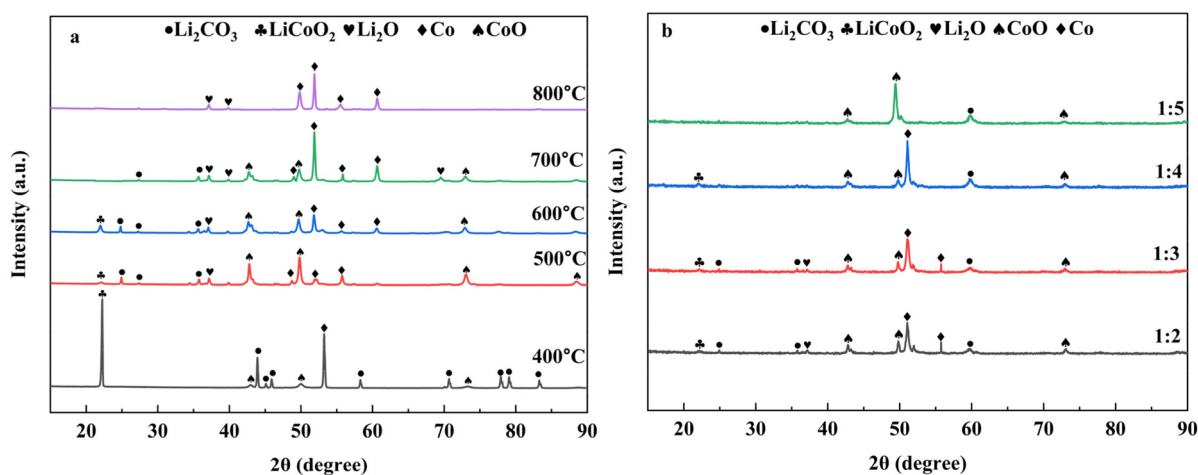 a
●Li₂CO₃ ♣LiCoO₂ ♥Li₂O ♦Co ♠CoO
800°C
700°C
600°C
500°C
400°C
Intensity (a.u.)
20 30 40 50 60 70 80 90
2θ (degree)
b
●Li₂CO₃ ♣LiCoO₂ ♥Li₂O ♠CoO ♦Co
1:5
1:4
1:3
1:2
Intensity (a.u.)
20 30 40 50 60 70 80 90
2θ (degree)